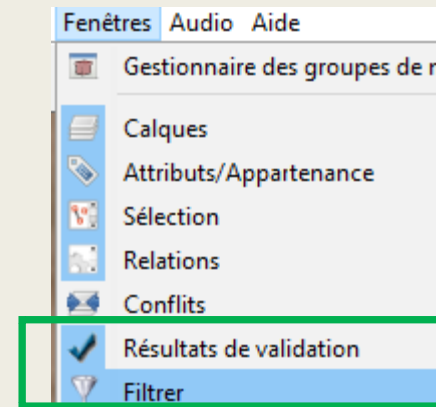 Fenêtres Audio Aide
Gestionnaire des groupes de
Calques
Attributs/Appartenance
Sélection
Relations
Conflits
Résultats de validation
Filtrer